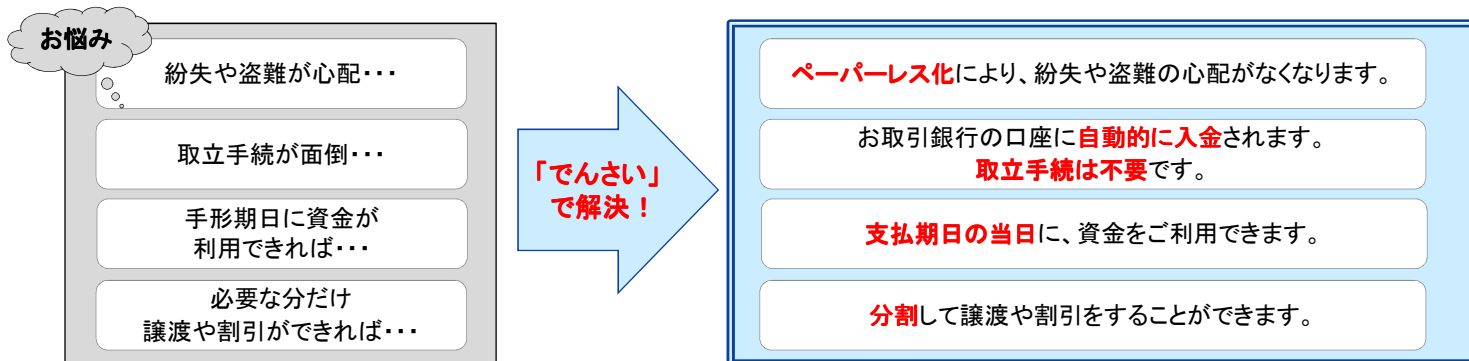 お悩み
紛失や盗難が心配・・・
取立手続が面倒・・・
手形期日に資金が
利用できれば・・・
必要な分だけ
譲渡や割引ができれば・・・
「でんさい」
で解決！
ペーパーレス化により、紛失や盗難の心配がなくなります。
お取引銀行の口座に自動的に入金されます。
取立手続は不要です。
支払期日の当日に、資金をご利用できます。
分割して譲渡や割引をすることができます。